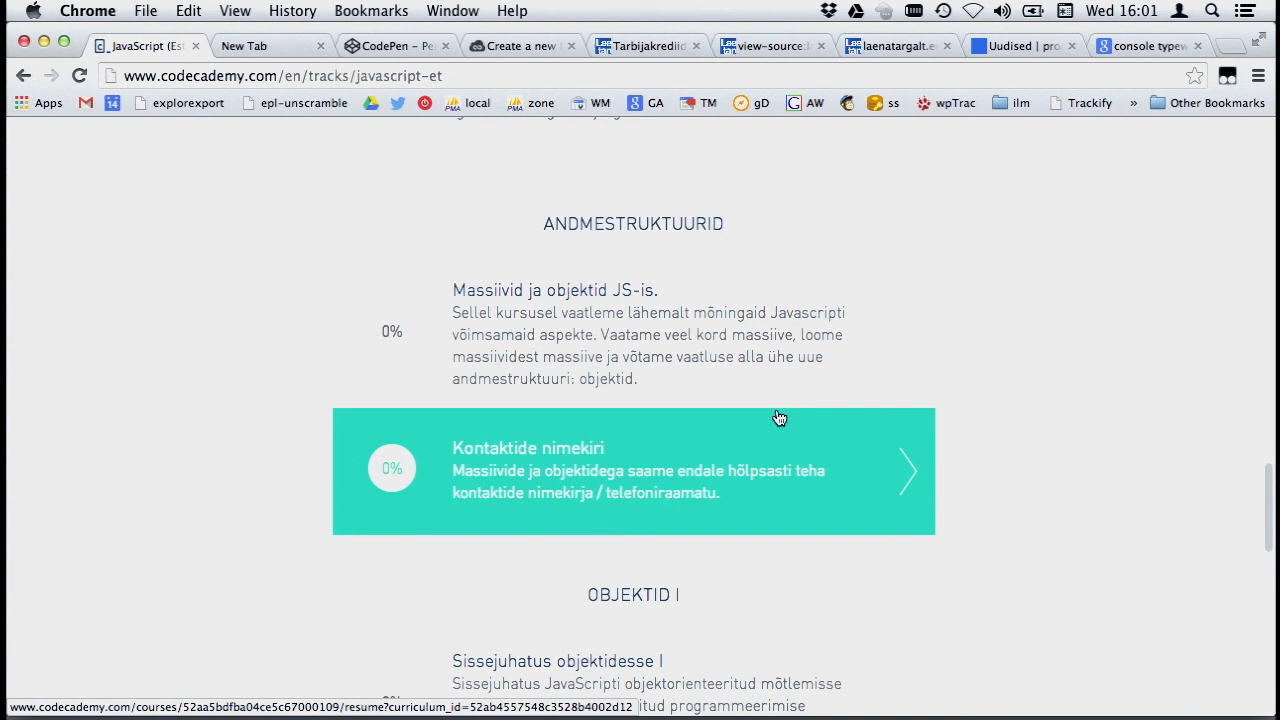 Chrome File Edit View History Bookmarks Window Help Wed 16:01
JavaScript (Es
New Tab
CodePen – Pe
Create a new
Tarbijakrediid
view-source:
laenatargalt.e
Uudised | pro
console typew
www.codecademy.com/en/tracks/javascript-et
Apps 14 explorexport epl-unscramble local zone WM GA TM gD AW ss wpTrac ilm Trackify » Other Bookmarks
ANDMESTRUKTUURID
Massiivid ja objektid JS-is.
Sellel kursusel vaatleme lähemalt mõningaid Javascripti
võimsamaid aspekte. Vaatame veel kord massiive, loome
massiividest massiive ja võtame vaatluse alla ühe uue
andmestruktuuri: objektid.
0%
Kontaktide nimekiri
Massiivide ja objektidega saame endale hõlpsasti teha
kontaktide nimekirja / telefoniraamatu.
0%
OBJEKTID I
Sissejuhatus objektidesse I
Sissejuhatus JavaScripti objektorienteeritud mõtlemisse
itud programmeerimise
www.codecademy.com/courses/52aa5bdfba04ce5c67000109/resume?curriculum_id=52ab4557548c3528b4002d12